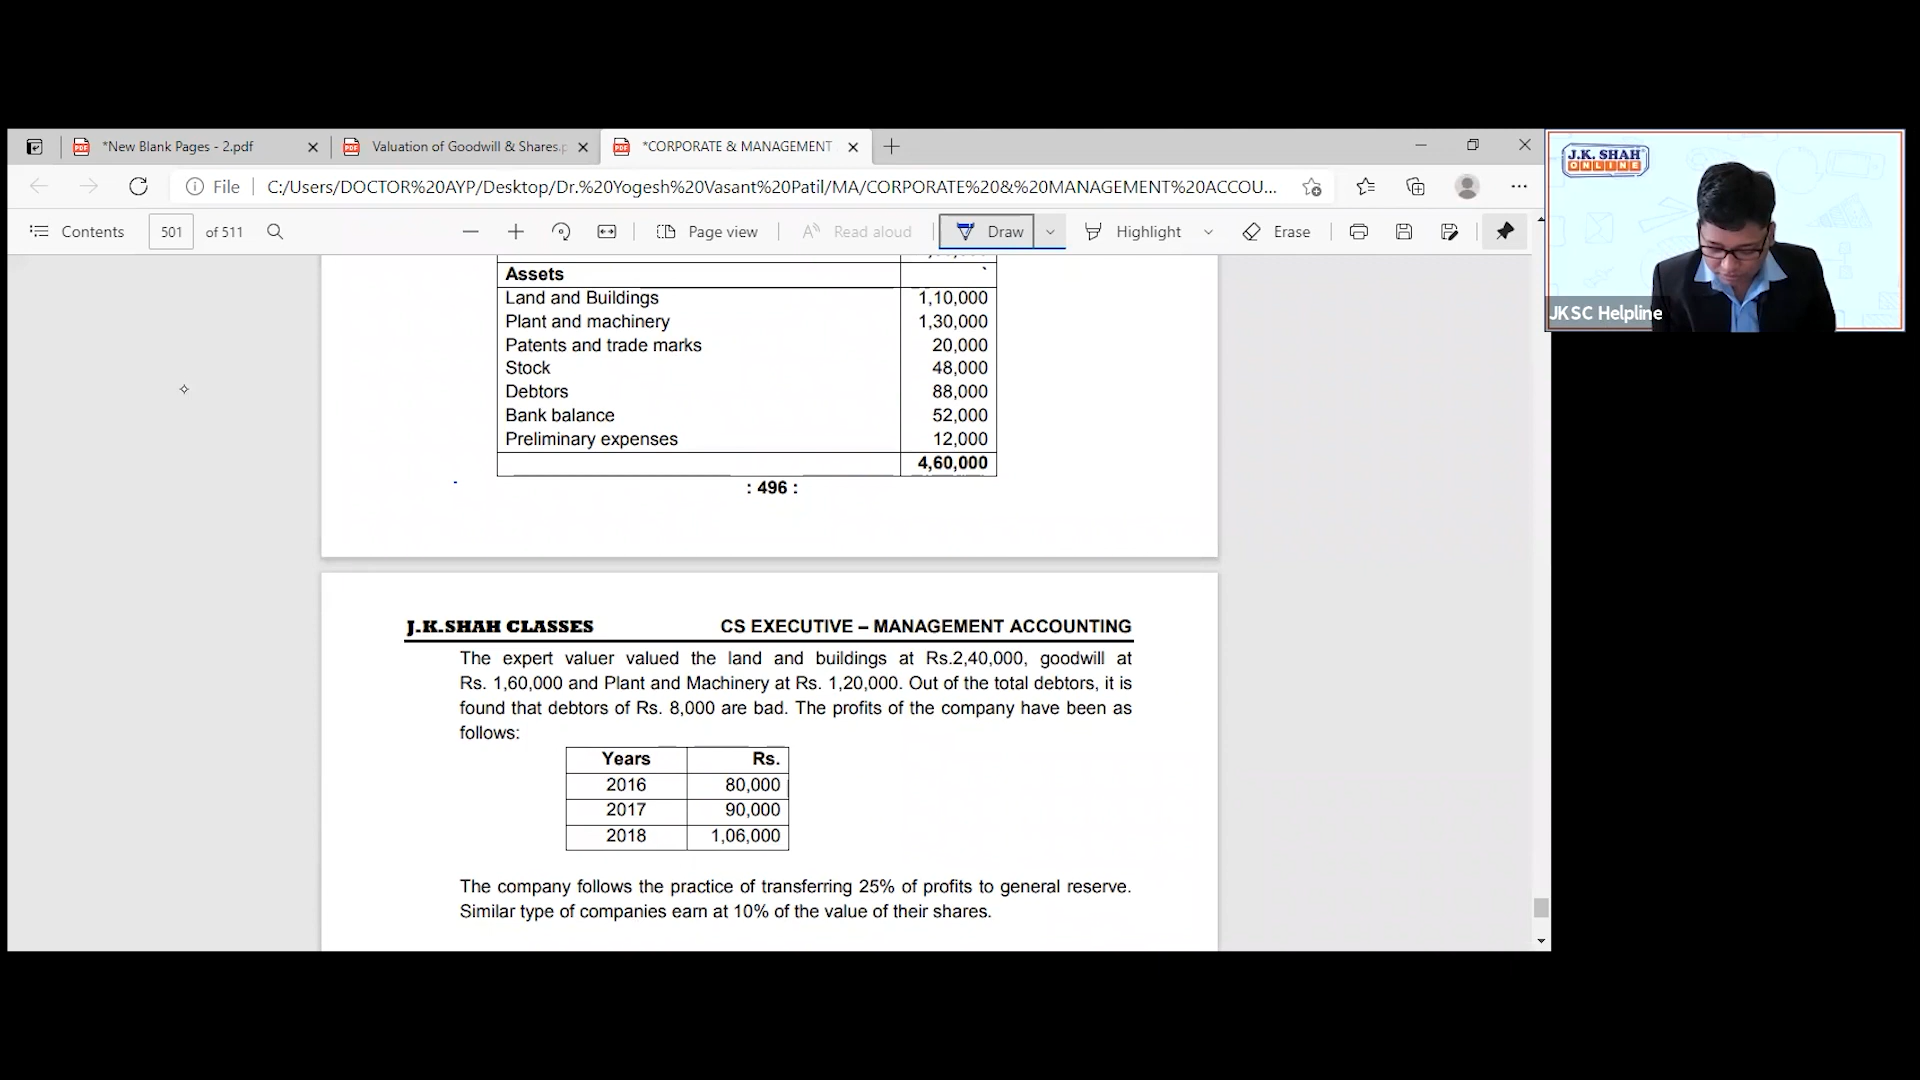 *New Blank Pages - 2.pdf
Valuation of Goodwill & Shares.p
*CORPORATE & MANAGEMENT
File
C:/Users/DOCTOR%20AYP/Desktop/Dr.%20Yogesh%20Vasant%20Patil/MA/CORPORATE%20&%20MANAGEMENT%20ACCOU...
Contents
501 of 511
Page view
Read aloud
Draw
Highlight
Erase
J.K. SHAH
ONLINE
JKSC Helpline
Assets `
Land and Buildings 1,10,000
Plant and machinery 1,30,000
Patents and trade marks 20,000
Stock 48,000
Debtors 88,000
Bank balance 52,000
Preliminary expenses 12,000
4,60,000
: 496 :
J.K.SHAH CLASSES CS EXECUTIVE – MANAGEMENT ACCOUNTING
The expert valuer valued the land and buildings at Rs.2,40,000, goodwill at
Rs. 1,60,000 and Plant and Machinery at Rs. 1,20,000. Out of the total debtors, it is
found that debtors of Rs. 8,000 are bad. The profits of the company have been as
follows:
Years Rs.
2016 80,000
2017 90,000
2018 1,06,000
The company follows the practice of transferring 25% of profits to general reserve.
Similar type of companies earn at 10% of the value of their shares.